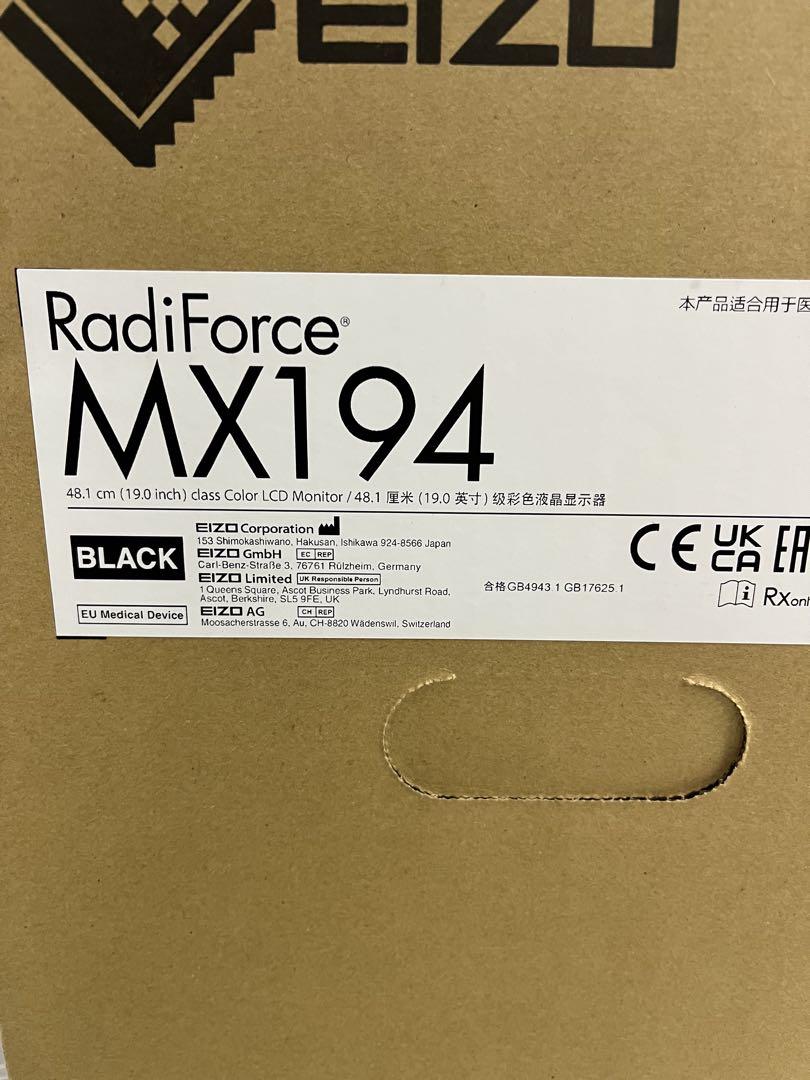 EIZO
RadiForce®
本产品适合用于医
MX194
48.1 cm (19.0 inch) class Color LCD Monitor / 48.1 厘米 (19.0 英寸) 级彩色液晶显示器
BLACK
EU Medical Device
EIZO Corporation
153 Shimokashiwano, Hakusan, Ishikawa 924-8566 Japan
EIZO GmbH EC REP
Carl-Benz-Straße 3, 76761 Rülzheim, Germany
EIZO Limited UK Responsible Person
1 Queens Square, Ascot Business Park, Lyndhurst Road,
Ascot, Berkshire, SL5 9FE, UK
EIZO AG CH REP
Moosacherstrasse 6, Au, CH-8820 Wädenswil, Switzerland
合格GB4943.1 GB17625.1
CE UK CA
RX only